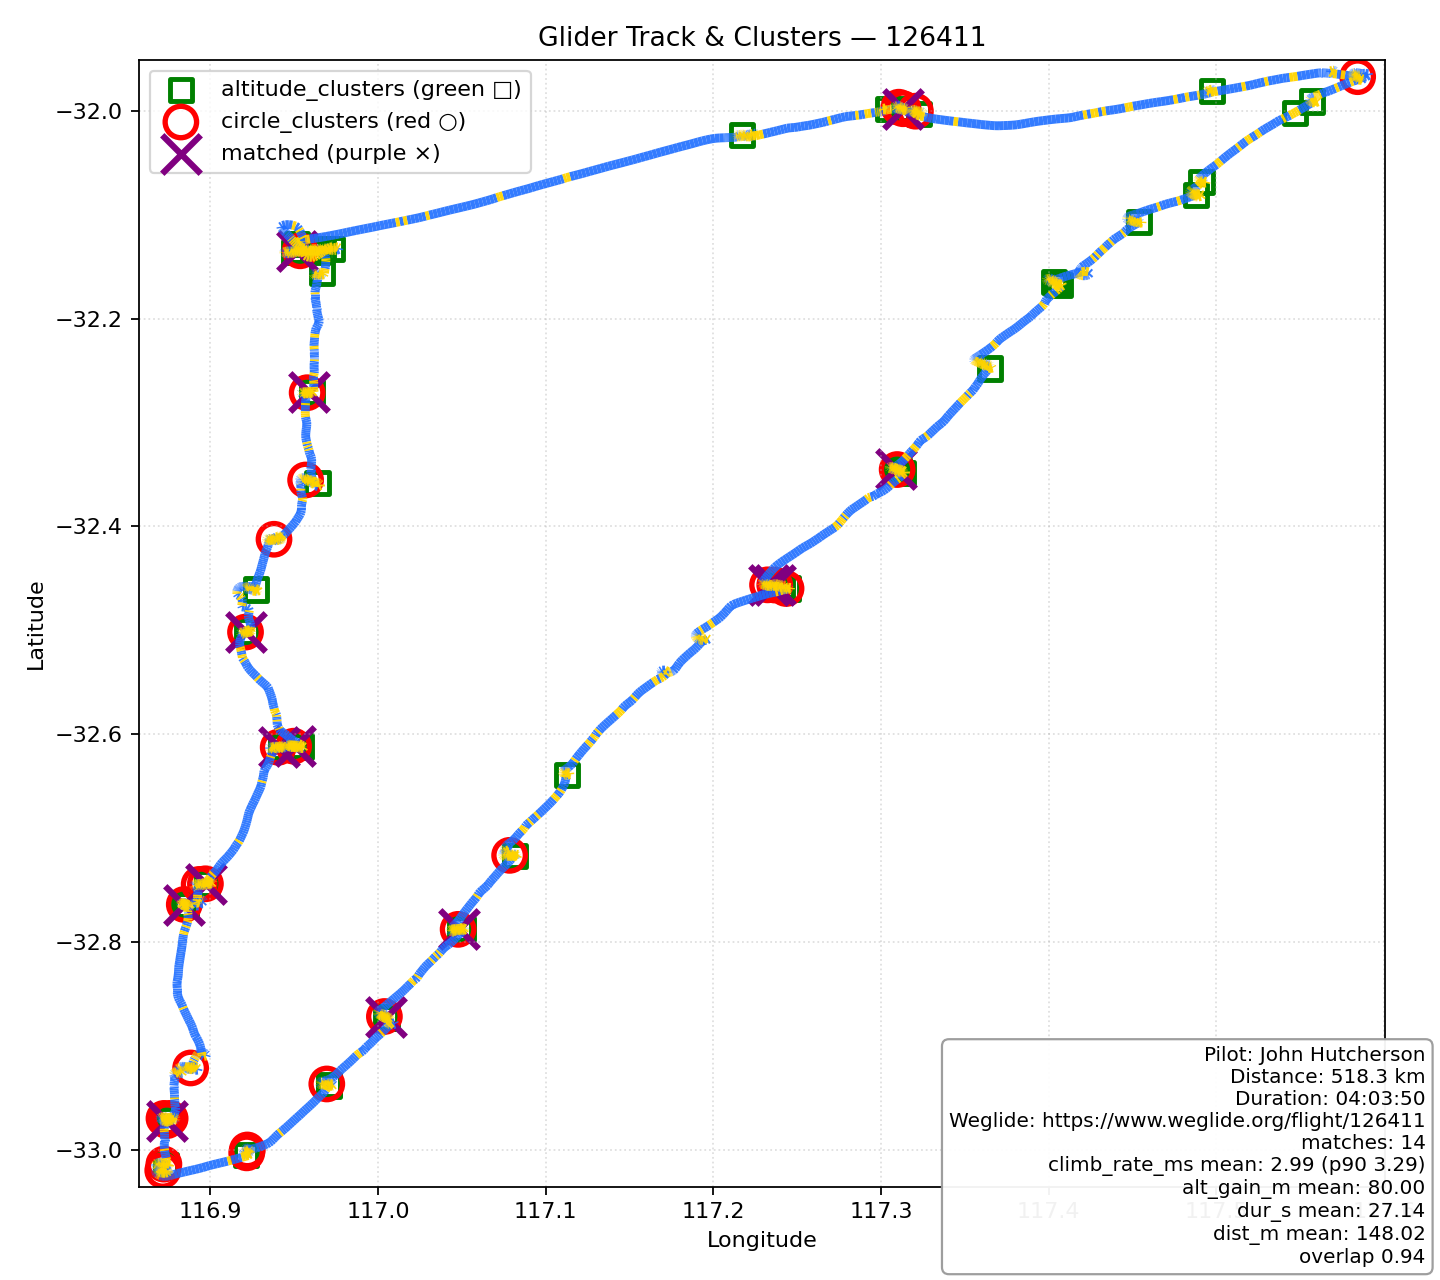 Glider Track & Clusters — 126411
altitude_clusters (green □)
circle_clusters (red ○)
matched (purple ×)
−32.0
−32.2
−32.4
−32.6
−32.8
−33.0
Latitude
116.9 117.0 117.1 117.2 117.3 117.4
Longitude
Pilot: John Hutcherson
Distance: 518.3 km
Duration: 04:03:50
Weglide: https://www.weglide.org/flight/126411
matches: 14
climb_rate_ms mean: 2.99 (p90 3.29)
alt_gain_m mean: 80.00
dur_s mean: 27.14
dist_m mean: 148.02
overlap 0.94